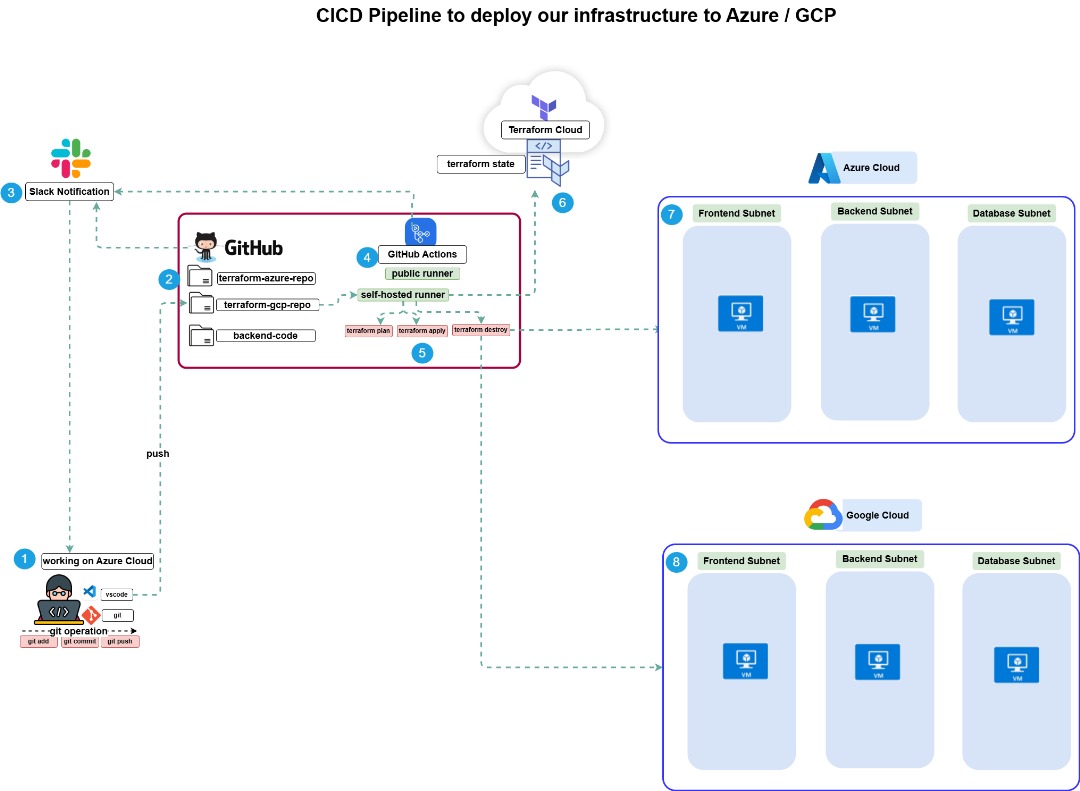 CICD Pipeline to deploy our infrastructure to Azure / GCP
Terraform Cloud
</>
terraform state
6
3
Slack Notification
GitHub
4
GitHub Actions
public runner
2
terraform-azure-repo
terraform-gcp-repo
backend-code
self-hosted runner
terraform plan
terraform apply
terraform destroy
5
push
1
working on Azure Cloud
vscode
</>
git
git operation
git add
git commit
git push
Azure Cloud
7
Frontend Subnet
Backend Subnet
Database Subnet
VM
VM
VM
Google Cloud
8
Frontend Subnet
Backend Subnet
Database Subnet
VM
VM
VM